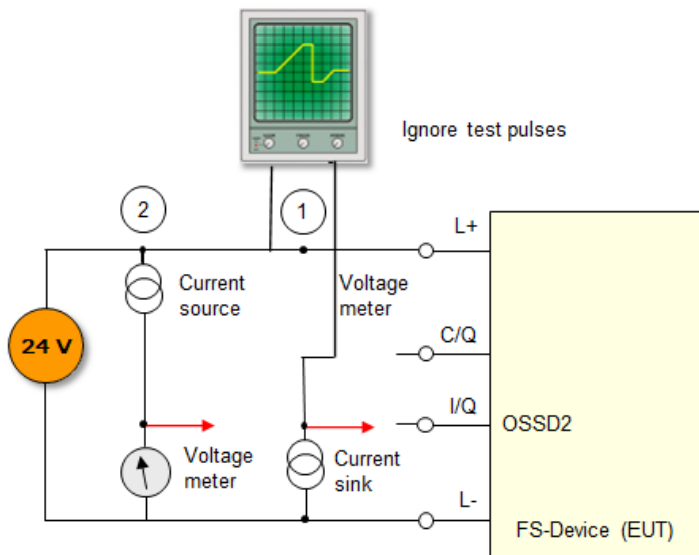 Ignore test pulses
2
1
L+
Current
source
Voltage
meter
24 V
C/Q
I/Q
OSSD2
Voltage
meter
Current
sink
L-
FS-Device (EUT)